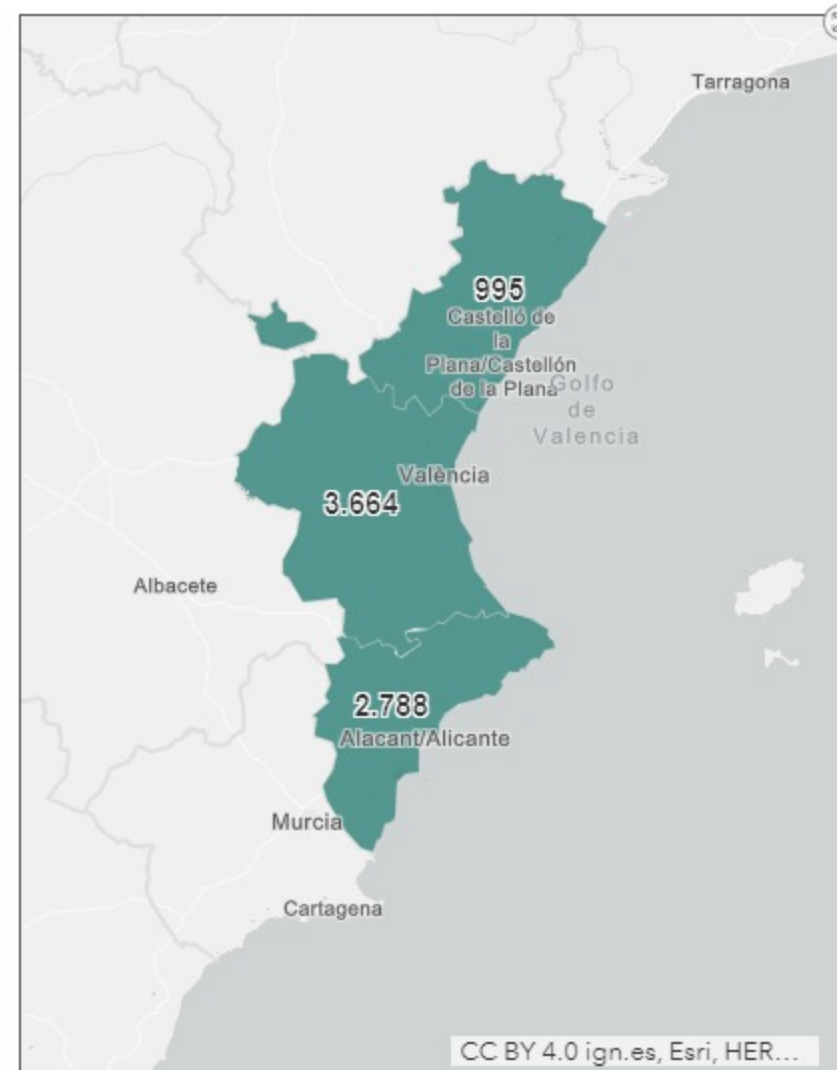 Tarragona
995
Castelló de
la
Plana/Castellón
de la Plana
Golfo
de
Valencia
València
3.664
Albacete
2.788
Alacant/Alicante
Murcia
Cartagena
CC BY 4.0 ign.es, Esri, HER...